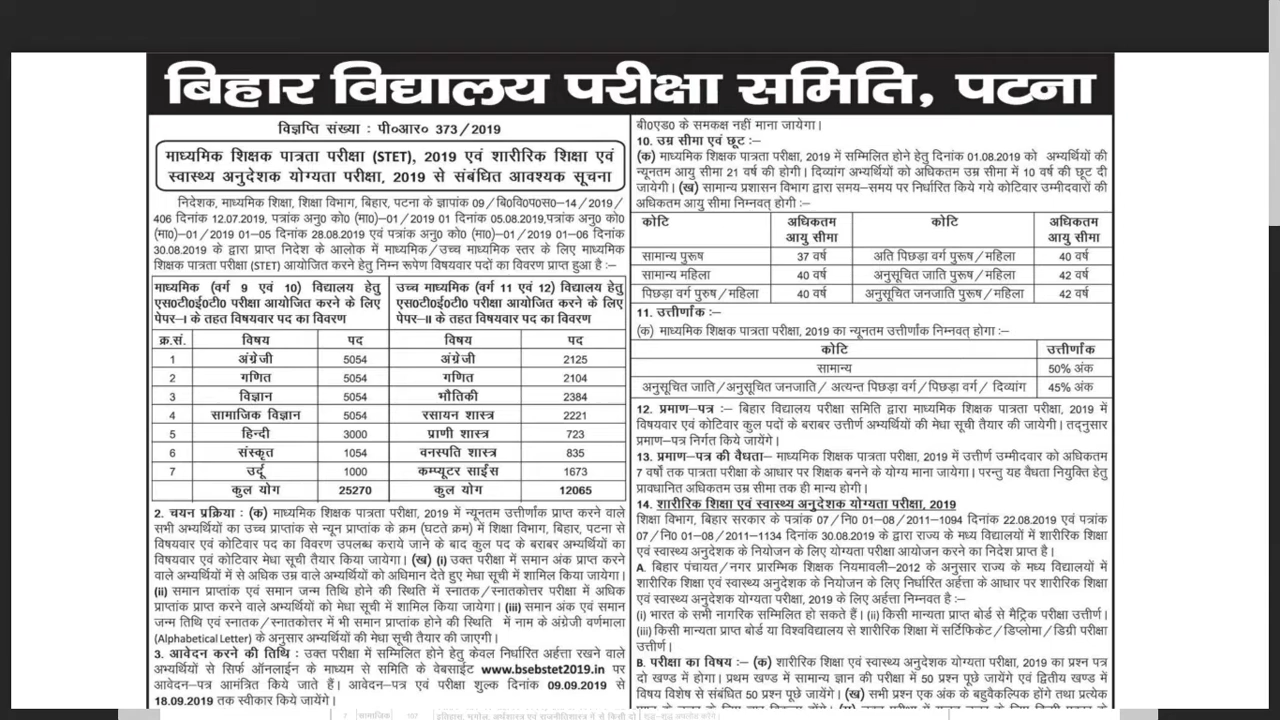 बिहार विद्यालय परीक्षा समिति, पटना
विज्ञप्ति संख्या : पी०आर० 373/2019
माध्यमिक शिक्षक पात्रता परीक्षा (STET), 2019 एवं शारीरिक शिक्षा एवं
स्वास्थ्य अनुदेशक योग्यता परीक्षा, 2019 से संबंधित आवश्यक सूचना
निदेशक, माध्यमिक शिक्षा, शिक्षा विभाग, बिहार, पटना के ज्ञापांक 09/बि0वि0प0स0–14/2019/
406 दिनांक 12.07.2019, पत्रांक अनु0 को0 (मा0)–01/2019 01 दिनांक 05.08.2019,पत्रांक अनु0 को0
(मा0)–01/2019 01–05 दिनांक 28.08.2019 एवं पत्रांक अनु0 को0 (मा0)–01/2019 01–06 दिनांक
30.08.2019 के द्वारा प्राप्त निदेश के आलोक में माध्यमिक/उच्च माध्यमिक स्तर के लिए माध्यमिक
शिक्षक पात्रता परीक्षा (STET) आयोजित करने हेतु निम्न रूपेण विषयवार पदों का विवरण प्राप्त हुआ है :–
माध्यमिक (वर्ग 9 एवं 10) विद्यालय हेतु एस0टी0ई0टी0 परीक्षा आयोजित करने के लिए पेपर–I के तहत विषयवार पद का विवरण
उच्च माध्यमिक (वर्ग 11 एवं 12) विद्यालय हेतु एस0टी0ई0टी0 परीक्षा आयोजित करने के लिए पेपर–II के तहत विषयवार पद का विवरण
क्र.सं. विषय पद विषय पद
1 अंग्रेजी 5054 अंग्रेजी 2125
2 गणित 5054 गणित 2104
3 विज्ञान 5054 भौतिकी 2384
4 सामाजिक विज्ञान 5054 रसायन शास्त्र 2221
5 हिन्दी 3000 प्राणी शास्त्र 723
6 संस्कृत 1054 वनस्पति शास्त्र 835
7 उर्दू 1000 कम्प्यूटर साईंस 1673
कुल योग 25270 कुल योग 12065
2. चयन प्रक्रिया : (क) माध्यमिक शिक्षक पात्रता परीक्षा, 2019 में न्यूनतम उत्तीर्णांक प्राप्त करने वाले
सभी अभ्यर्थियों का उच्च प्राप्तांक से न्यून प्राप्तांक के क्रम (घटते क्रम) में शिक्षा विभाग, बिहार, पटना से
विषयवार एवं कोटिवार पद का विवरण उपलब्ध कराये जाने के बाद कुल पद के बराबर अभ्यर्थियों का
विषयवार एवं कोटिवार मेधा सूची तैयार किया जायेगा। (ख) (i) उक्त परीक्षा में समान अंक प्राप्त करने
वाले अभ्यर्थियों में से अधिक उम्र वाले अभ्यर्थियों को अधिमान देते हुए मेधा सूची में शामिल किया जायेगा।
(ii) समान प्राप्तांक एवं समान जन्म तिथि होने की स्थिति में स्नातक/स्नातकोत्तर परीक्षा में अधिक
प्राप्तांक प्राप्त करने वाले अभ्यर्थियों को मेधा सूची में शामिल किया जायेगा। (iii) समान अंक एवं समान
जन्म तिथि एवं स्नातक/स्नातकोत्तर में भी समान प्राप्तांक होने की स्थिति में नाम के अंग्रेजी वर्णमाला
(Alphabetical Letter) के अनुसार अभ्यर्थियों की मेधा सूची तैयार की जाएगी।
3. आवेदन करने की तिथि : उक्त परीक्षा में सम्मिलित होने हेतु केवल निर्धारित अर्हत्ता रखने वाले
अभ्यर्थियों से सिर्फ ऑनलाईन के माध्यम से समिति के वेबसाईट www.bsebstet2019.in पर
आवेदन–पत्र आमंत्रित किये जाते हैं। आवेदन–पत्र एवं परीक्षा शुल्क दिनांक 09.09.2019 से
18.09.2019 तक स्वीकार किये जायेंगे।
बी0एड0 के समकक्ष नहीं माना जायेगा।
10. उम्र सीमा एवं छूट :–
(क) माध्यमिक शिक्षक पात्रता परीक्षा, 2019 में सम्मिलित होने हेतु दिनांक 01.08.2019 को अभ्यर्थियों की
न्यूनतम आयु सीमा 21 वर्ष की होगी। दिव्यांग अभ्यर्थियों को अधिकतम उम्र सीमा में 10 वर्ष की छूट दी
जायेगी। (ख) सामान्य प्रशासन विभाग द्वारा समय–समय पर निर्धारित किये गये कोटिवार उम्मीदवारों की
अधिकतम आयु सीमा निम्नवत् होगी :–
कोटि अधिकतम आयु सीमा कोटि अधिकतम आयु सीमा
सामान्य पुरूष 37 वर्ष अति पिछड़ा वर्ग पुरूष/महिला 40 वर्ष
सामान्य महिला 40 वर्ष अनुसूचित जाति पुरूष/महिला 42 वर्ष
पिछड़ा वर्ग पुरुष/महिला 40 वर्ष अनुसूचित जनजाति पुरूष/महिला 42 वर्ष
11. उत्तीर्णांक :–
(क) माध्यमिक शिक्षक पात्रता परीक्षा, 2019 का न्यूनतम उत्तीर्णांक निम्नवत् होगा :–
कोटि उत्तीर्णांक
सामान्य 50% अंक
अनुसूचित जाति/अनुसूचित जनजाति/अत्यन्त पिछड़ा वर्ग/पिछड़ा वर्ग/दिव्यांग 45% अंक
12. प्रमाण–पत्र :– बिहार विद्यालय परीक्षा समिति द्वारा माध्यमिक शिक्षक पात्रता परीक्षा, 2019 में
विषयवार एवं कोटिवार कुल पदों के बराबर उत्तीर्ण अभ्यर्थियों की मेधा सूची तैयार की जायेगी। तद्नुसार
प्रमाण–पत्र निर्गत किये जायेंगे।
13. प्रमाण–पत्र की वैधता– माध्यमिक शिक्षक पात्रता परीक्षा, 2019 में उत्तीर्ण उम्मीदवार को अधिकतम
7 वर्षों तक पात्रता परीक्षा के आधार पर शिक्षक बनने के योग्य माना जायेगा। परन्तु यह वैधता नियुक्ति हेतु
प्रावधानित अधिकतम उम्र सीमा तक ही मान्य होगी।
14. शारीरिक शिक्षा एवं स्वास्थ्य अनुदेशक योग्यता परीक्षा, 2019
शिक्षा विभाग, बिहार सरकार के पत्रांक 07/नि0 01–08/2011–1094 दिनांक 22.08.2019 एवं पत्रांक
07/नि0 01–08/2011–1134 दिनांक 30.08.2019 के द्वारा राज्य के मध्य विद्यालयों में शारीरिक
शिक्षा एवं स्वास्थ्य अनुदेशक के नियोजन के लिए योग्यता परीक्षा आयोजन करने का निदेश प्राप्त है।
A. बिहार पंचायत/नगर प्रारम्भिक शिक्षक नियमावली–2012 के अनुसार राज्य के मध्य विद्यालयों में
शारीरिक शिक्षा एवं स्वास्थ्य अनुदेशक के नियोजन के लिए निर्धारित अर्हत्ता के आधार पर शारीरिक शिक्षा
एवं स्वास्थ्य अनुदेशक योग्यता परीक्षा, 2019 के लिए अर्हत्ता निम्नवत है :–
(i) भारत के सभी नागरिक सम्मिलित हो सकते हैं। (ii) किसी मान्यता प्राप्त बोर्ड से मैट्रिक परीक्षा उत्तीर्ण।
(iii) किसी मान्यता प्राप्त बोर्ड या विश्वविद्यालय से शारीरिक शिक्षा में सर्टिफिकेट/डिप्लोमा/डिग्री परीक्षा
उत्तीर्ण।
B. परीक्षा का विषय :– (क) शारीरिक शिक्षा एवं स्वास्थ्य अनुदेशक योग्यता परीक्षा, 2019 का प्रश्न पत्र
दो खण्ड में होगा। प्रथम खण्ड में सामान्य ज्ञान की परीक्षा में 50 प्रश्न पूछे जायेंगे एवं द्वितीय खण्ड में
विषय विशेष से संबंधित 50 प्रश्न पूछे जायेंगे। (ख) सभी प्रश्न एक अंक के बहुवैकल्पिक होंगे तथा प्रत्येक